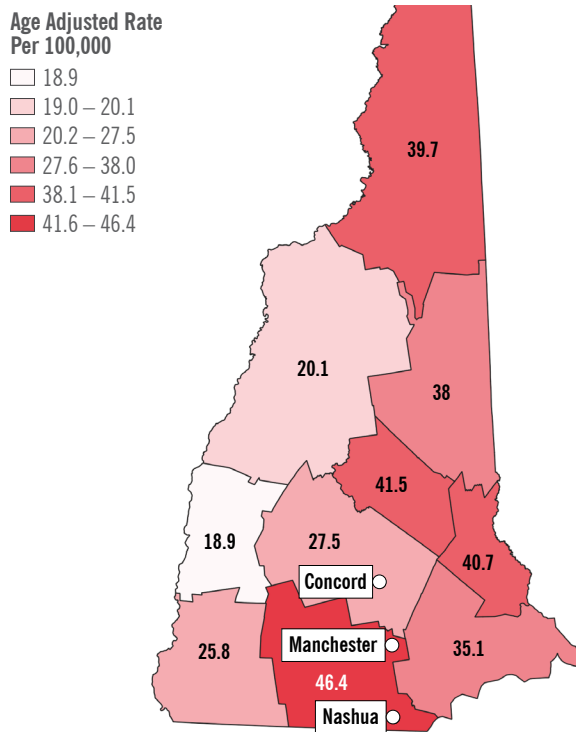 Age Adjusted Rate
Per 100,000
18.9
19.0 – 20.1
20.2 – 27.5
27.6 – 38.0
38.1 – 41.5
41.6 – 46.4
39.7
20.1
38
41.5
18.9
27.5
40.7
Concord
Manchester
25.8
35.1
46.4
Nashua